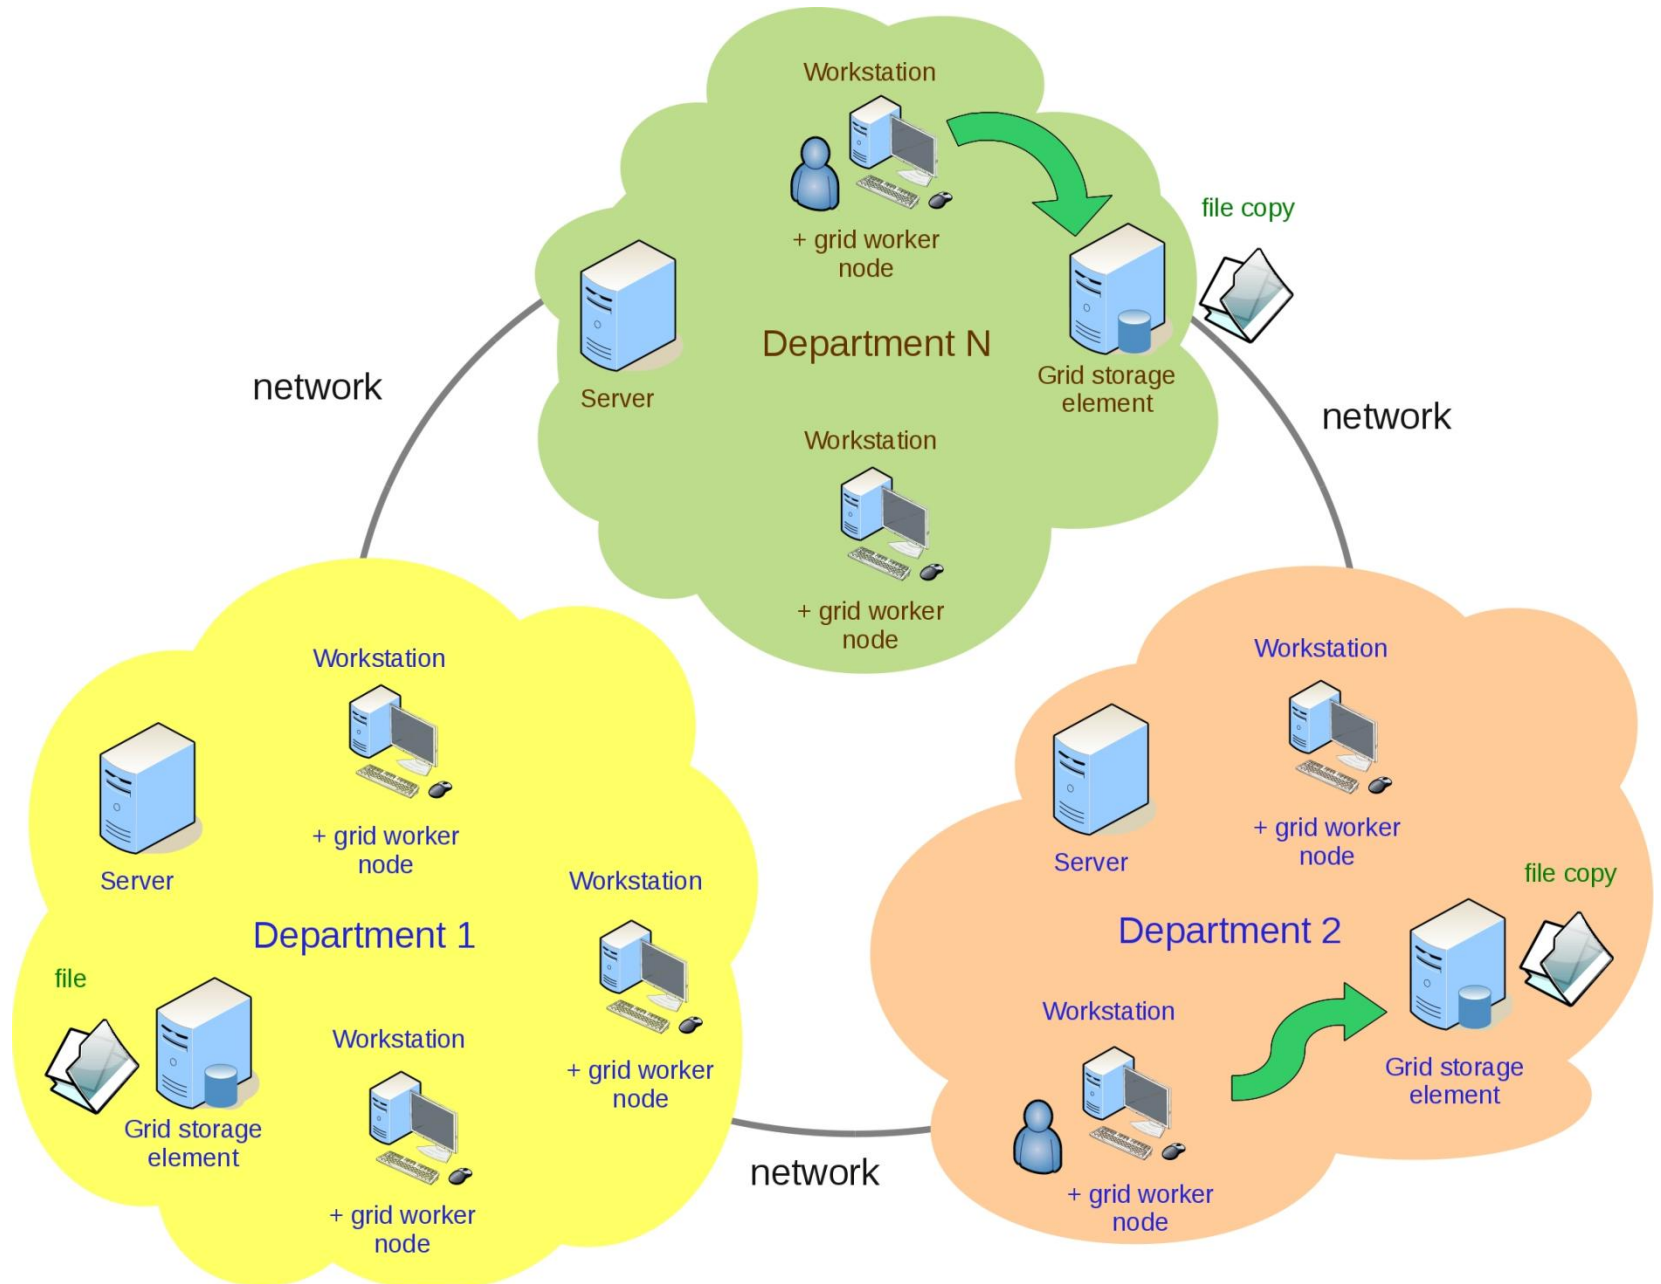 Workstation
+ grid worker
node
file copy
Server
Department N
Grid storage
element
Workstation
+ grid worker
node
network
network
Workstation
+ grid worker
node
Server
Workstation
Department 1
+ grid worker
node
file
Grid storage
element
Workstation
+ grid worker
node
network
Workstation
+ grid worker
node
Server
file copy
Department 2
Workstation
Grid storage
element
+ grid worker
node